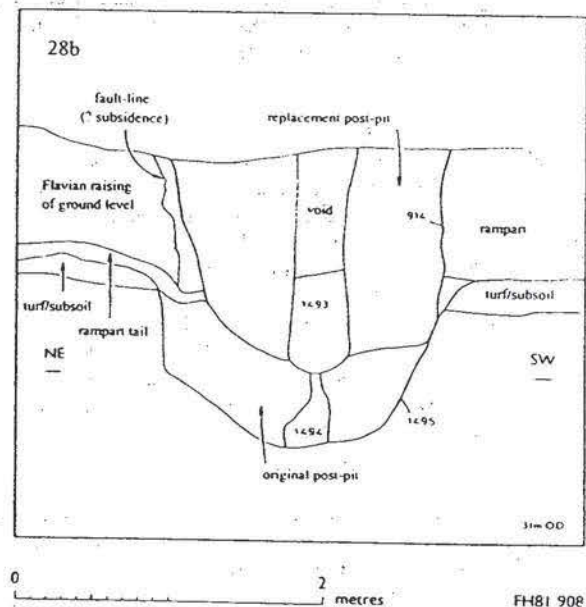 28b
fault-line
(? subsidence)
replacement post-pit
Flavian raising
of ground level
void
914
rampart
1493
turf/subsoil
turf/subsoil
rampart tail
NE
SW
1494
1495
original post-pit
31m OD
0
2
metres
FH81 908